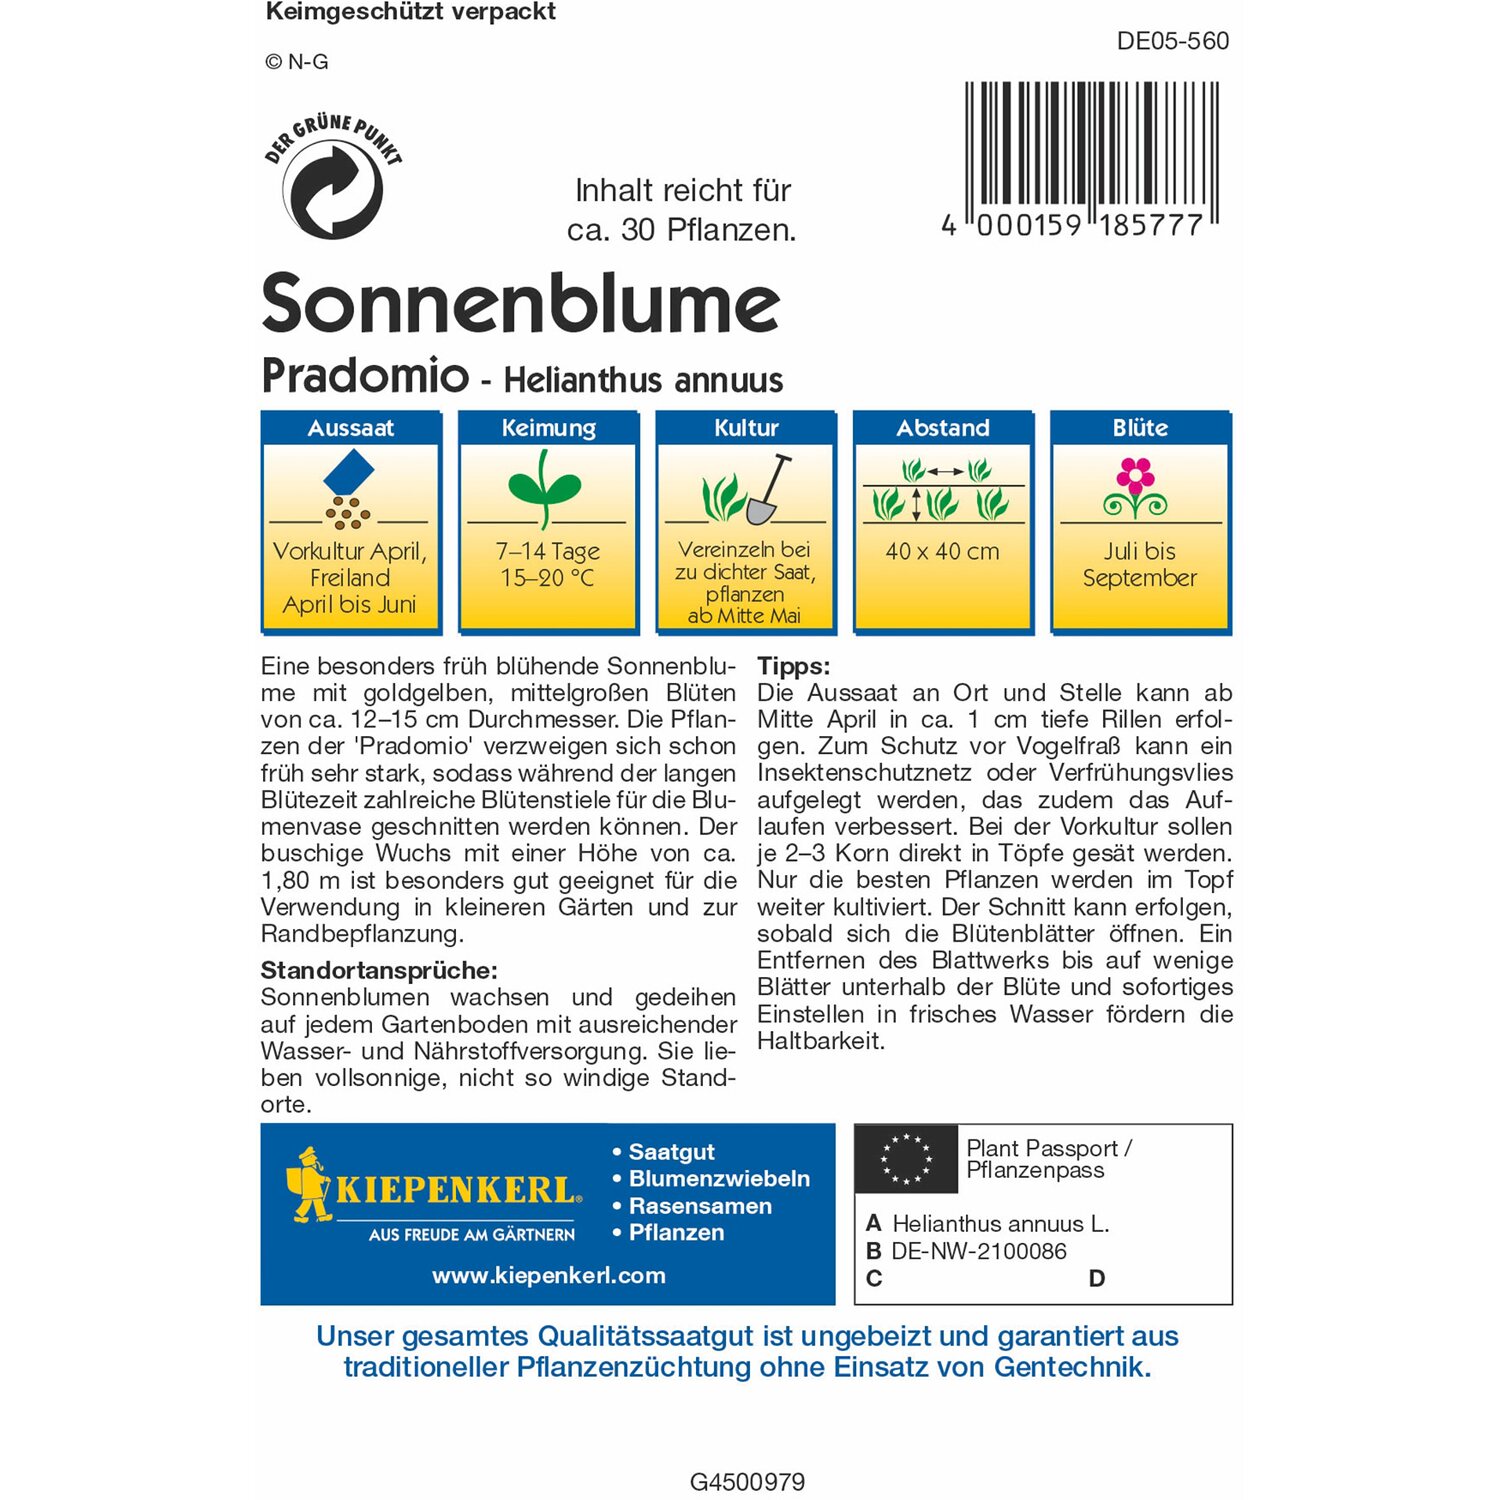 Keimgeschützt verpackt
DE05-560
© N-G
DER GRÜNE PUNKT
Inhalt reicht für
ca. 30 Pflanzen.
4 000159 185777
Sonnenblume
Pradomio - Helianthus annuus
Aussaat
Vorkultur April,
Freiland
April bis Juni
Keimung
7–14 Tage
15–20 °C
Kultur
Vereinzeln bei
zu dichter Saat,
pflanzen
ab Mitte Mai
Abstand
40 x 40 cm
Blüte
Juli bis
September
Eine besonders früh blühende Sonnenblu-
me mit goldgelben, mittelgroßen Blüten
von ca. 12–15 cm Durchmesser. Die Pflan-
zen der 'Pradomio' verzweigen sich schon
früh sehr stark, sodass während der langen
Blütezeit zahlreiche Blütenstiele für die Blu-
menvase geschnitten werden können. Der
buschige Wuchs mit einer Höhe von ca.
1,80 m ist besonders gut geeignet für die
Verwendung in kleineren Gärten und zur
Randbepflanzung.
Standortansprüche:
Sonnenblumen wachsen und gedeihen
auf jedem Gartenboden mit ausreichender
Wasser- und Nährstoffversorgung. Sie lie-
ben vollsonnige, nicht so windige Stand-
orte.
Tipps:
Die Aussaat an Ort und Stelle kann ab
Mitte April in ca. 1 cm tiefe Rillen erfol-
gen. Zum Schutz vor Vogelfraß kann ein
Insektenschutznetz oder Verfrühungsvlies
aufgelegt werden, das zudem das Auf-
laufen verbessert. Bei der Vorkultur sollen
je 2–3 Korn direkt in Töpfe gesät werden.
Nur die besten Pflanzen werden im Topf
weiter kultiviert. Der Schnitt kann erfolgen,
sobald sich die Blütenblätter öffnen. Ein
Entfernen des Blattwerks bis auf wenige
Blätter unterhalb der Blüte und sofortiges
Einstellen in frisches Wasser fördern die
Haltbarkeit.
KIEPENKERL®
AUS FREUDE AM GÄRTNERN
• Saatgut
• Blumenzwiebeln
• Rasensamen
• Pflanzen
www.kiepenkerl.com
Plant Passport /
Pflanzenpass
A Helianthus annuus L.
B DE-NW-2100086
C D
Unser gesamtes Qualitätssaatgut ist ungebeizt und garantiert aus
traditioneller Pflanzenzüchtung ohne Einsatz von Gentechnik.
G4500979